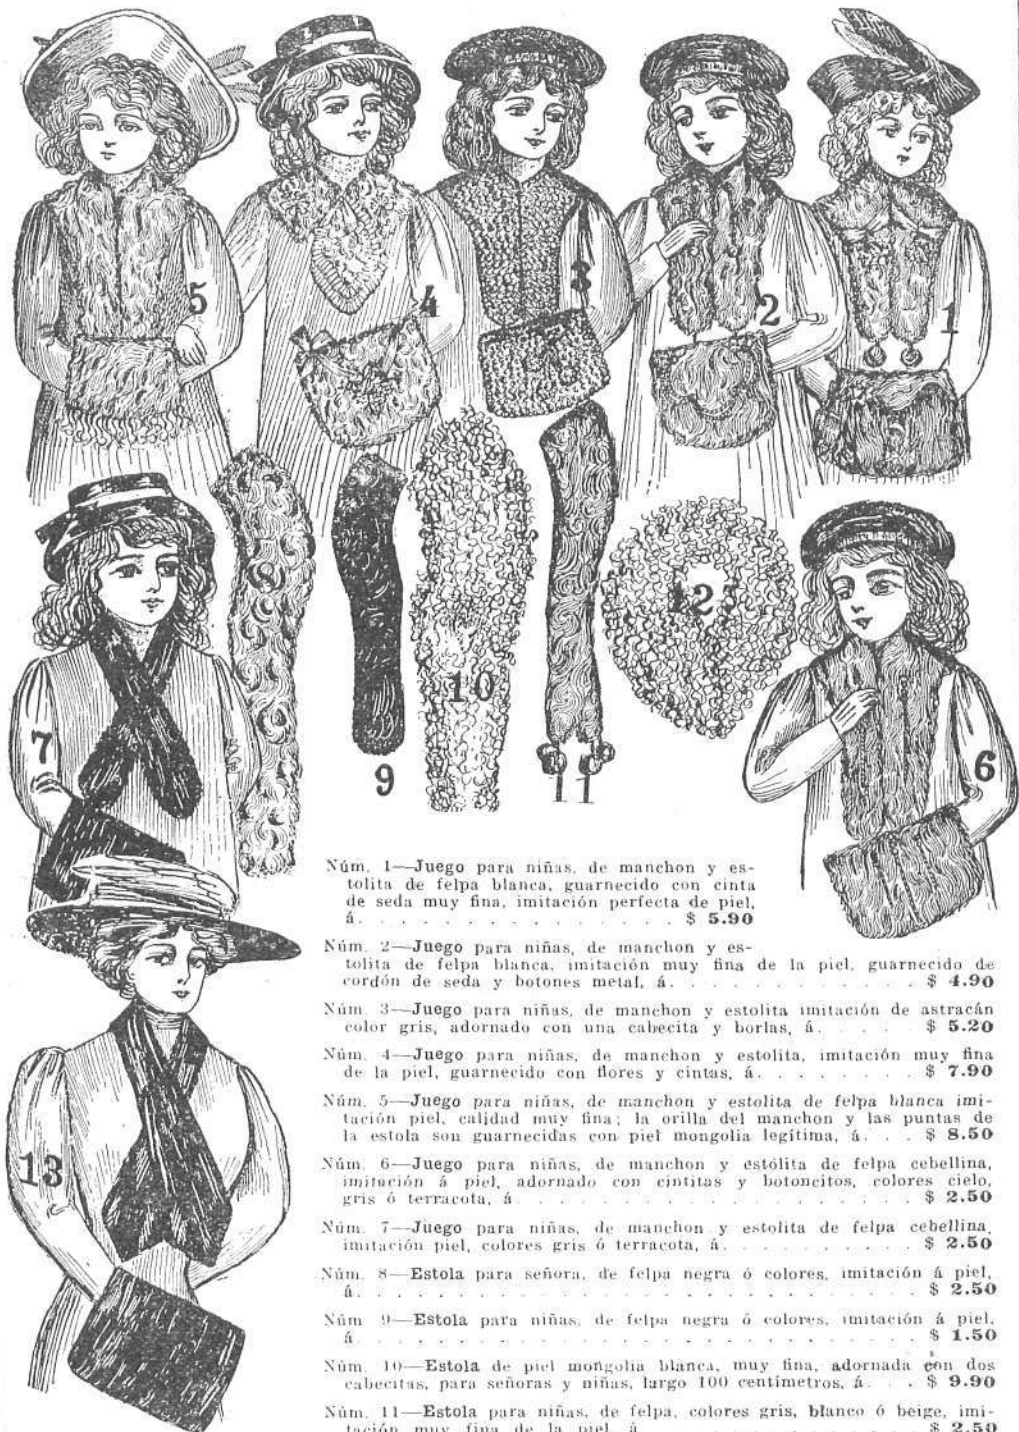 5
4
3
2
1
8
9
10
11
12
7
6
13
Núm. 1—Juego para niñas, de manchon y es-
tolita de felpa blanca, guarnecido con cinta
de seda muy fina, imitación perfecta de piel,
á. . . . . . . . . . . . . . . $ 5.90
Núm. 2—Juego para niñas, de manchon y es-
tolita de felpa blanca, imitación muy fina de la piel, guarnecido de
cordón de seda y botones metal, á. . . . . . . . . . . . . $ 4.90
Núm. 3—Juego para niñas, de manchon y estolita imitación de astracán
color gris, adornado con una cabecita y borlas, á. . . . . $ 5.20
Núm. 4—Juego para niñas, de manchon y estolita, imitación muy fina
de la piel, guarnecido con flores y cintas, á. . . . . . . . $ 7.90
Núm. 5—Juego para niñas, de manchon y estolita de felpa blanca imi-
tación piel, calidad muy fina; la orilla del manchon y las puntas de
la estola son guarnecidas con piel mongolia legítima, á. . . $ 8.50
Núm. 6—Juego para niñas, de manchon y estolita de felpa cebellina,
imitación á piel, adornado con cintitas y botoncitos, colores cielo,
gris ó terracota, á . . . . . . . . . . . . . . . . . . . $ 2.50
Núm. 7—Juego para niñas, de manchon y estolita de felpa cebellina,
imitación piel, colores gris ó terracota, á. . . . . . . . . . $ 2.50
Núm. 8—Estola para señora, de felpa negra ó colores, imitación á piel,
á. . . . . . . . . . . . . . . . . . . . . . . . . . . . $ 2.50
Núm. 9—Estola para niñas, de felpa negra ó colores, imitación á piel,
á . . . . . . . . . . . . . . . . . . . . . . . . . . . . $ 1.50
Núm. 10—Estola de piel mongolia blanca, muy fina, adornada con dos
cabecitas, para señoras y niñas, largo 100 centímetros, á. . . $ 9.90
Núm. 11—Estola para niñas, de felpa, colores gris, blanco ó beige, imi-
tación muy fina de la piel, á . . . . . . . . . . . . . . $ 2.50